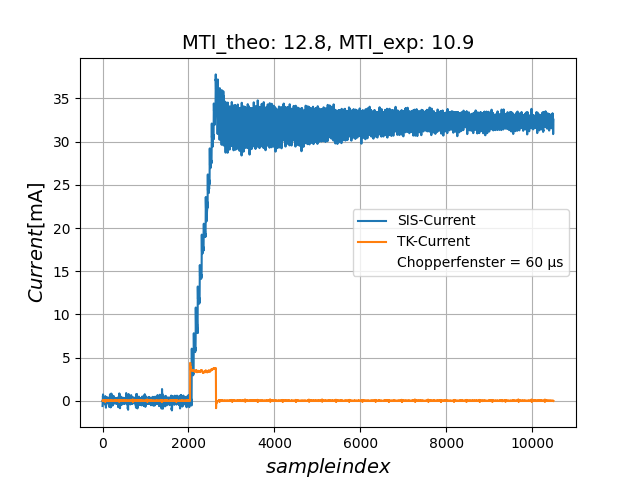 MTI_theo: 12.8, MTI_exp: 10.9
35
30
25
20
15
10
5
0
Current[mA]
SIS-Current
TK-Current
Chopperfenster = 60 µs
0 2000 4000 6000 8000 10000
sampleindex